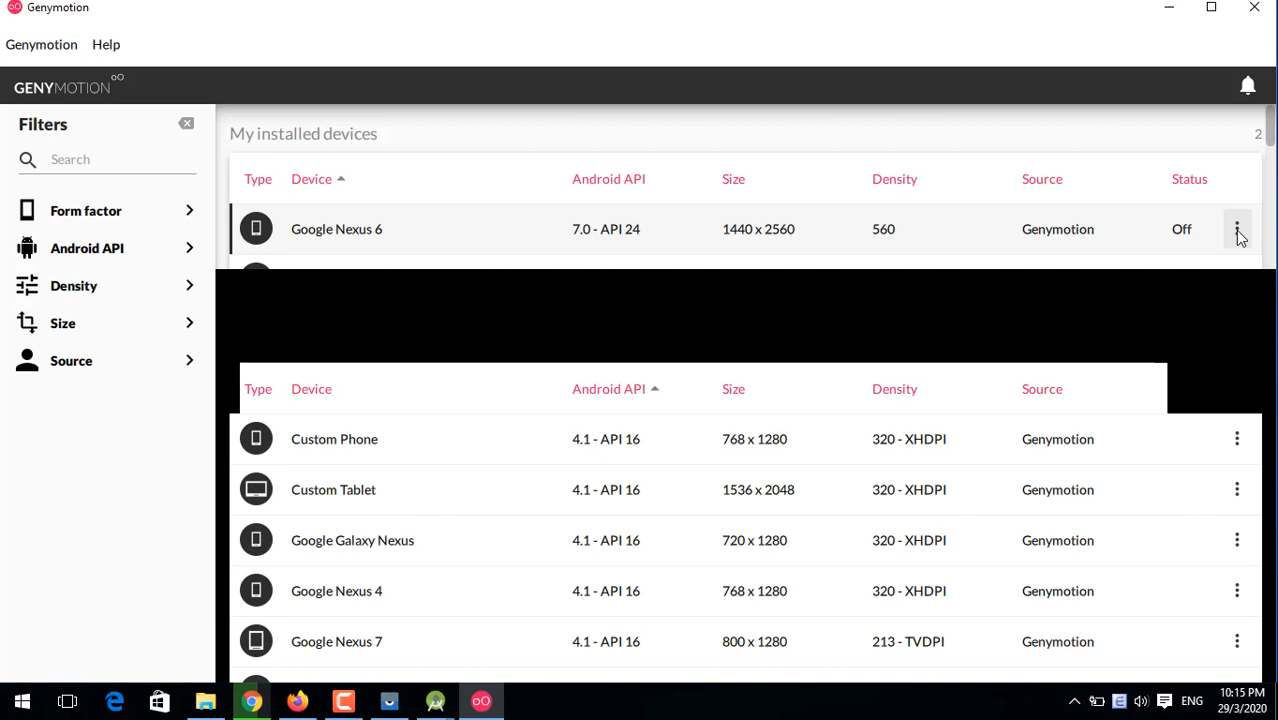 Genymotion
Genymotion Help
GENYMOTION
Filters
Search
Form factor
Android API
Density
Size
Source
My installed devices 2
Type Device Android API Size Density Source Status
Google Nexus 6 7.0 - API 24 1440 x 2560 560 Genymotion Off
Type Device Android API Size Density Source
Custom Phone 4.1 - API 16 768 x 1280 320 - XHDPI Genymotion
Custom Tablet 4.1 - API 16 1536 x 2048 320 - XHDPI Genymotion
Google Galaxy Nexus 4.1 - API 16 720 x 1280 320 - XHDPI Genymotion
Google Nexus 4 4.1 - API 16 768 x 1280 320 - XHDPI Genymotion
Google Nexus 7 4.1 - API 16 800 x 1280 213 - TVDPI Genymotion
ENG
10:15 PM
29/3/2020